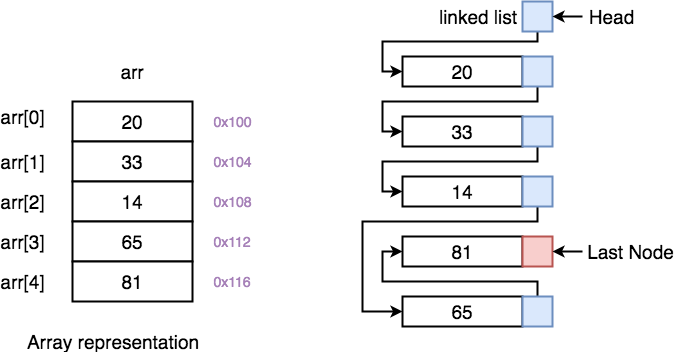 arr
arr[0] 20 0x100
arr[1] 33 0x104
arr[2] 14 0x108
arr[3] 65 0x112
arr[4] 81 0x116
Array representation
linked list Head
20
33
14
81 Last Node
65